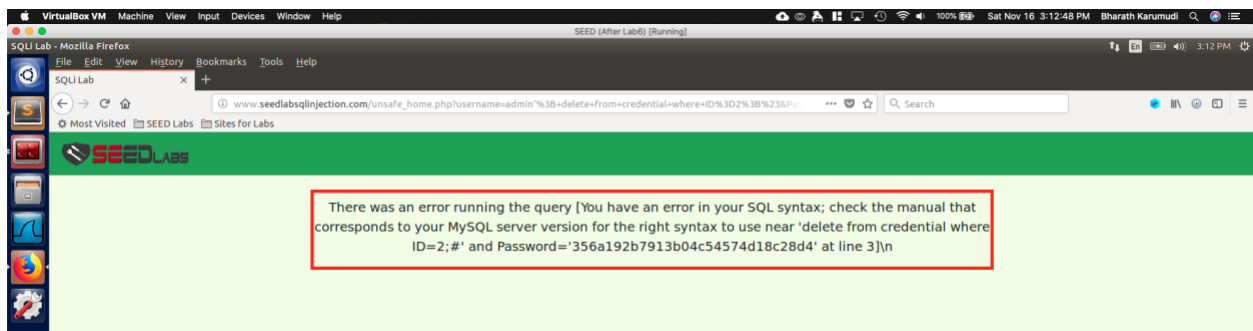 VirtualBox VM Machine View Input Devices Window Help 100% Sat Nov 16 3:12:48 PM Bharath Karumudi
SEED (After Lab6) [Running]
SQLi Lab - Mozilla Firefox En 3:12 PM
File Edit View History Bookmarks Tools Help
SQLi Lab × +
www.seedlabsqlinjection.com/unsafe_home.php?username=admin'%3B+delete+from+credential+where+ID%3D2%3B%23&Pas Search
Most Visited SEED Labs Sites for Labs
SEEDLABS
There was an error running the query [You have an error in your SQL syntax; check the manual that
corresponds to your MySQL server version for the right syntax to use near 'delete from credential where
ID=2;#' and Password='356a192b7913b04c54574d18c28d4' at line 3]\n